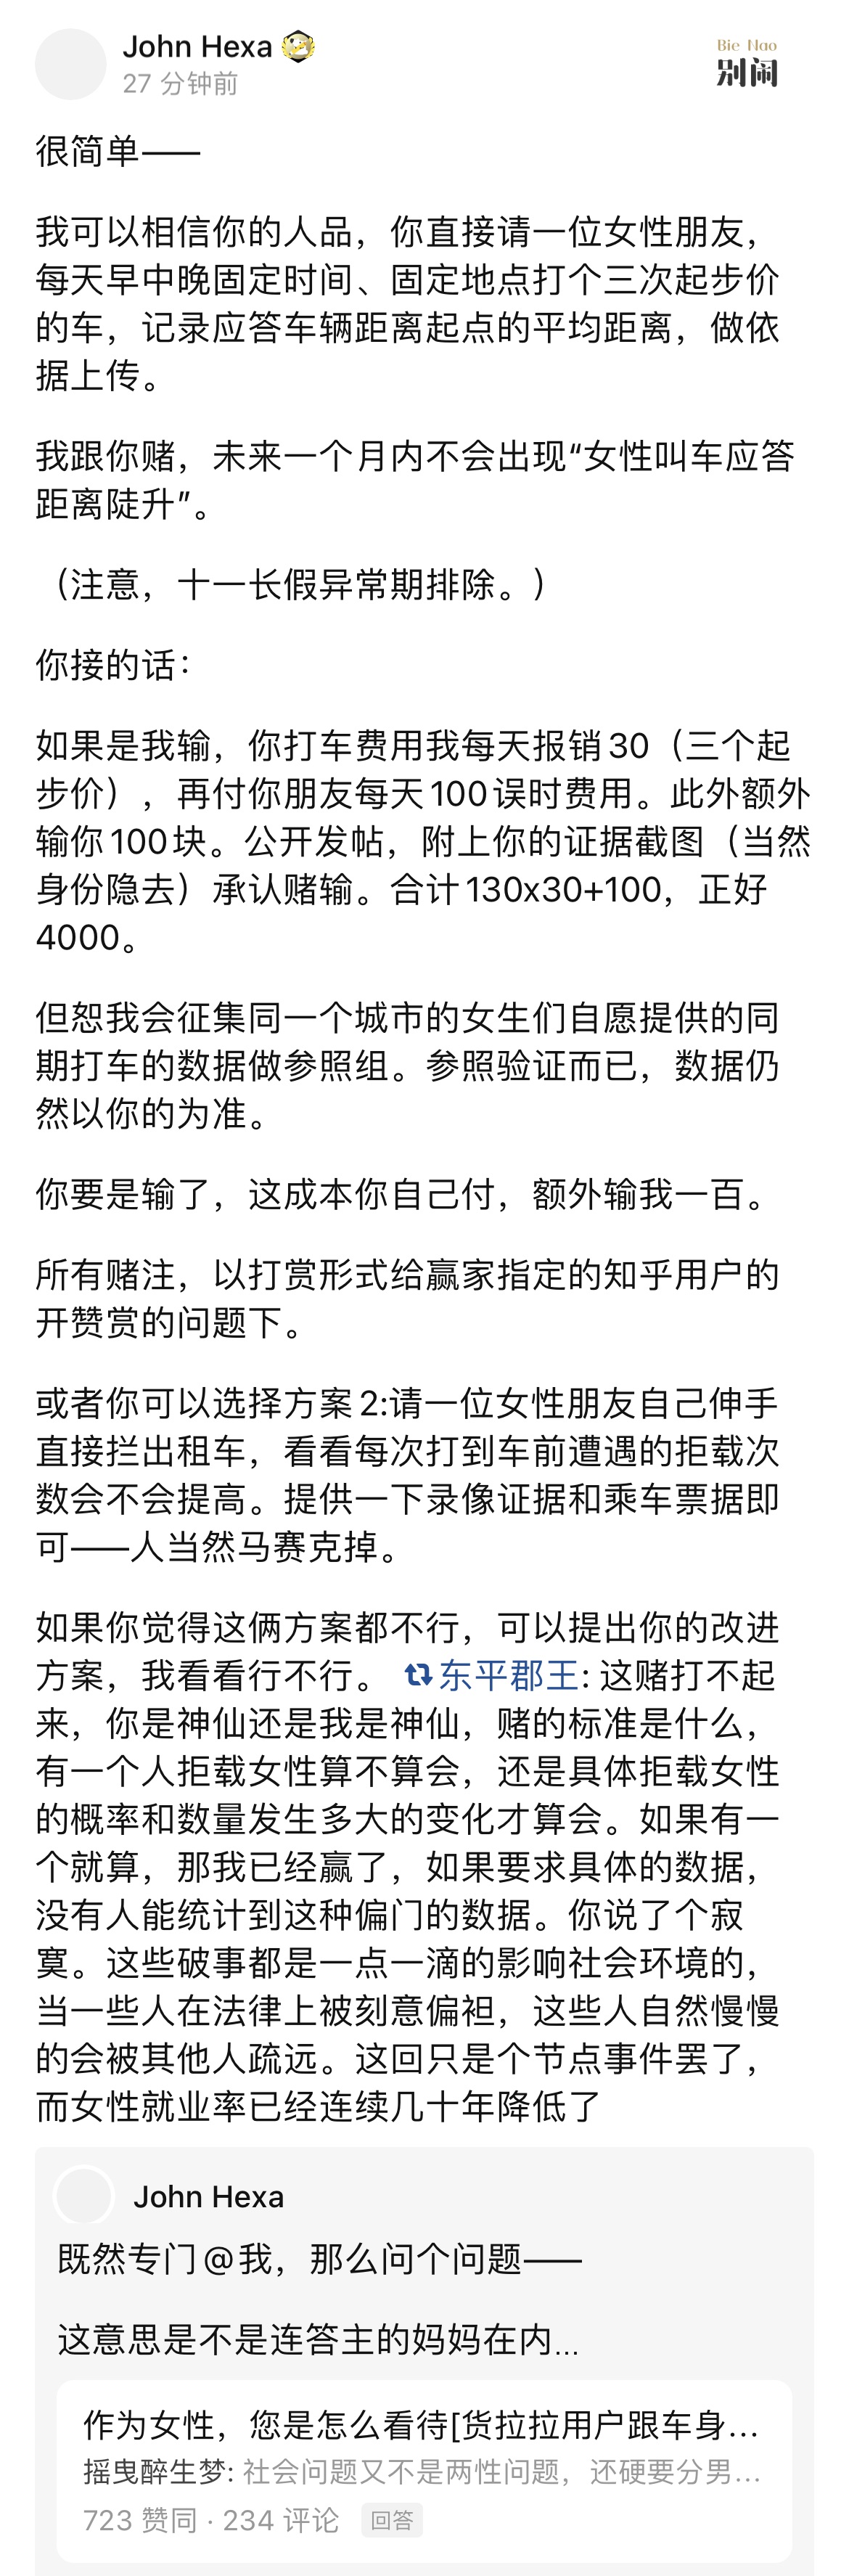 John Hexa
27 分钟前
Bie Nao
别闹
很简单——
我可以相信你的人品，你直接请一位女性朋友，
每天早中晚固定时间、固定地点打个三次起步价
的车，记录应答车辆距离起点的平均距离，做依
据上传。
我跟你赌，未来一个月内不会出现“女性叫车应答
距离陡升”。
（注意，十一长假异常期排除。）
你接的话：
如果是我输，你打车费用我每天报销30（三个起
步价），再付你朋友每天100误时费用。此外额外
输你100块。公开发帖，附上你的证据截图（当然
身份隐去）承认赌输。合计130x30+100，正好
4000。
但恕我会征集同一个城市的女生们自愿提供的同
期打车的数据做参照组。参照验证而已，数据仍
然以你的为准。
你要是输了，这成本你自己付，额外输我一百。
所有赌注，以打赏形式给赢家指定的知乎用户的
开赞赏的问题下。
或者你可以选择方案2:请一位女性朋友自己伸手
直接拦出租车，看看每次打到车前遭遇的拒载次
数会不会提高。提供一下录像证据和乘车票据即
可——人当然马赛克掉。
如果你觉得这俩方案都不行，可以提出你的改进
方案，我看看行不行。 东平郡王: 这赌打不起
来，你是神仙还是我是神仙，赌的标准是什么，
有一个人拒载女性算不算会，还是具体拒载女性
的概率和数量发生多大的变化才算会。如果有一
个就算，那我已经赢了，如果要求具体的数据，
没有人能统计到这种偏门的数据。你说了个寂
寞。这些破事都是一点一滴的影响社会环境的，
当一些人在法律上被刻意偏袒，这些人自然慢慢
的会被其他人疏远。这回只是个节点事件罢了，
而女性就业率已经连续几十年降低了
John Hexa
既然专门@我，那么问个问题——
这意思是不是连答主的妈妈在内...
作为女性，您是怎么看待[货拉拉用户跟车身...
摇曳醉生梦: 社会问题又不是两性问题，还硬要分男...
723 赞同 · 234 评论 回答